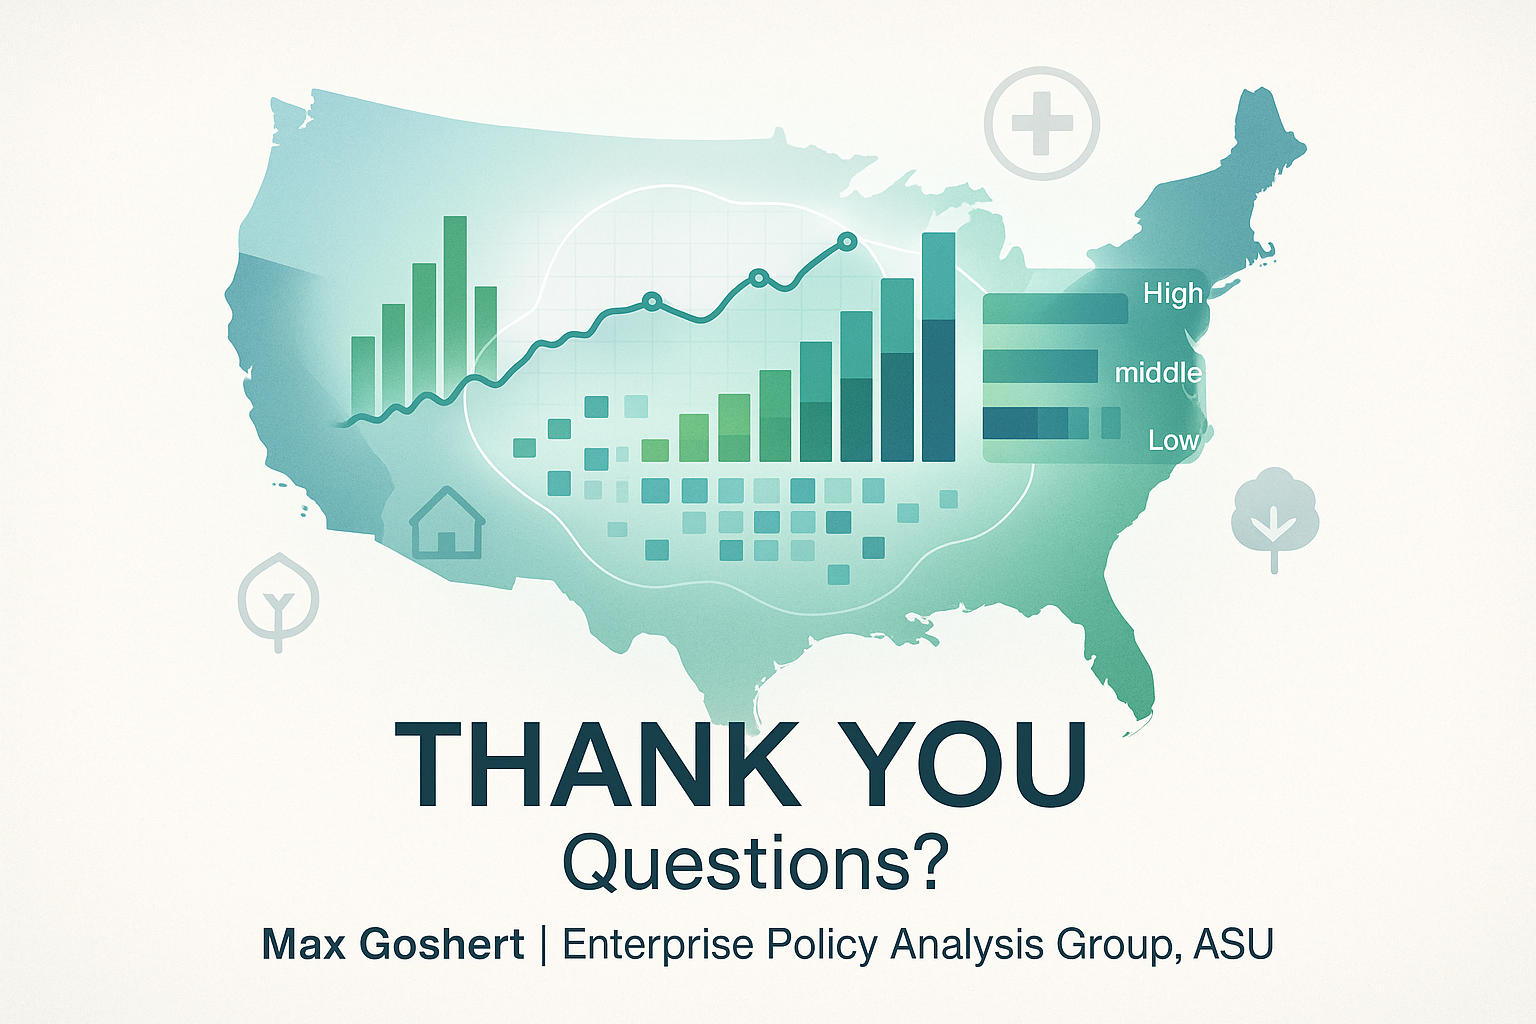 High
middle
Low
THANK YOU
Questions?
Max Goshert | Enterprise Policy Analysis Group, ASU